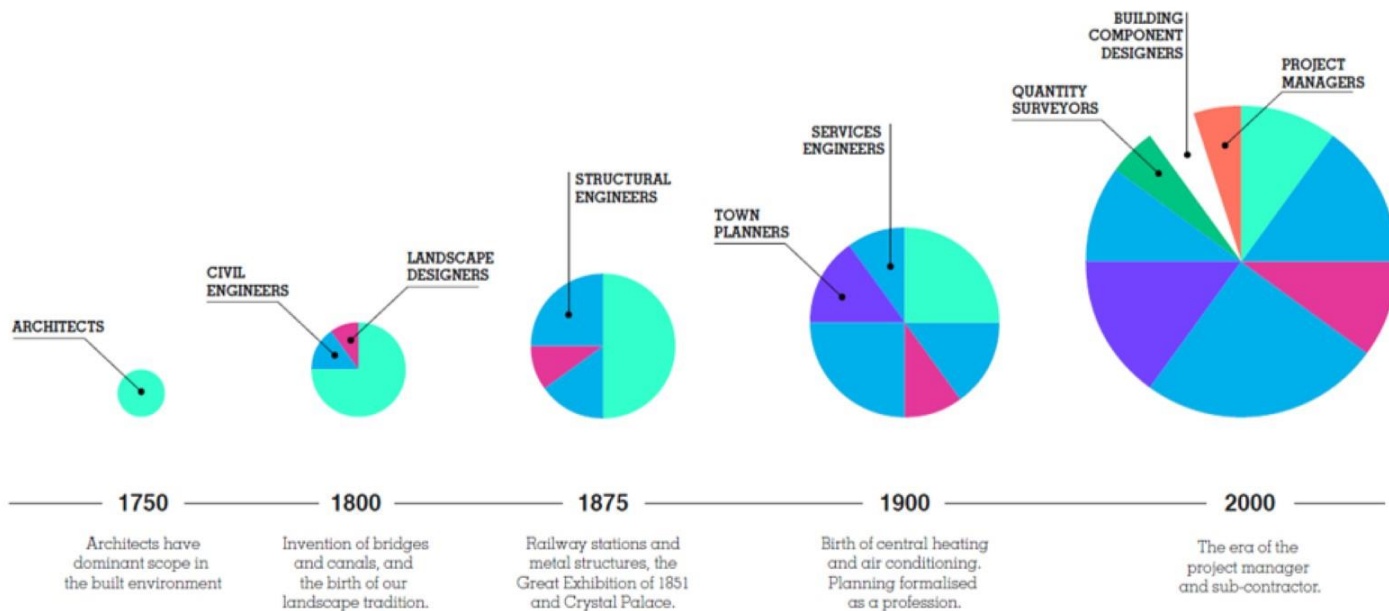 ARCHITECTS
CIVIL
ENGINEERS
LANDSCAPE
DESIGNERS
STRUCTURAL
ENGINEERS
TOWN
PLANNERS
SERVICES
ENGINEERS
QUANTITY
SURVEYORS
BUILDING
COMPONENT
DESIGNERS
PROJECT
MANAGERS
1750
Architects have
dominant scope in
the built environment
1800
Invention of bridges
and canals, and
the birth of our
landscape tradition.
1875
Railway stations and
metal structures, the
Great Exhibition of 1851
and Crystal Palace.
1900
Birth of central heating
and air conditioning.
Planning formalised
as a profession.
2000
The era of the
project manager
and sub-contractor.